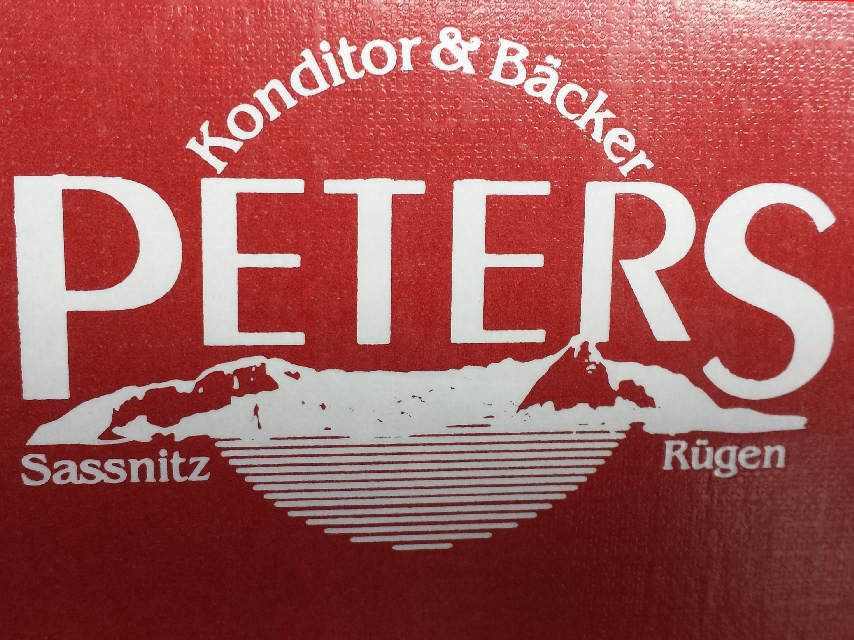 Konditor & Bäcker
PETERS
Sassnitz
Rügen